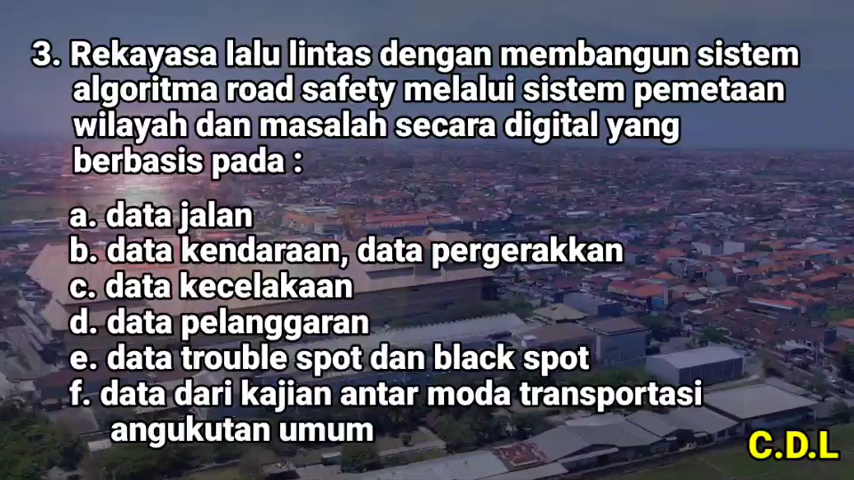 3. Rekayasa lalu lintas dengan membangun sistem
algoritma road safety melalui sistem pemetaan
wilayah dan masalah secara digital yang
berbasis pada :
a. data jalan
b. data kendaraan, data pergerakkan
c. data kecelakaan
d. data pelanggaran
e. data trouble spot dan black spot
f. data dari kajian antar moda transportasi
angukutan umum
C.D.L